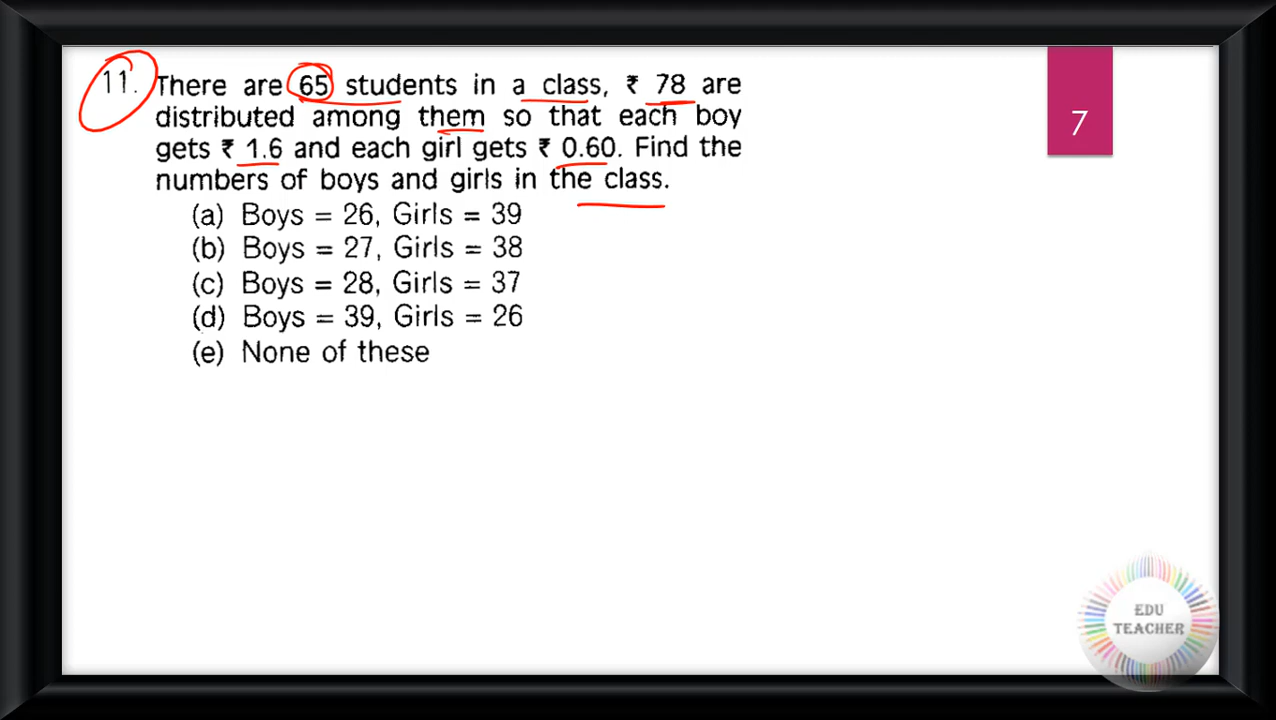 11. There are 65 students in a class, ₹ 78 are
distributed among them so that each boy
gets ₹ 1.6 and each girl gets ₹ 0.60. Find the
numbers of boys and girls in the class.
(a) Boys = 26, Girls = 39
(b) Boys = 27, Girls = 38
(c) Boys = 28, Girls = 37
(d) Boys = 39, Girls = 26
(e) None of these
7
EDU
TEACHER